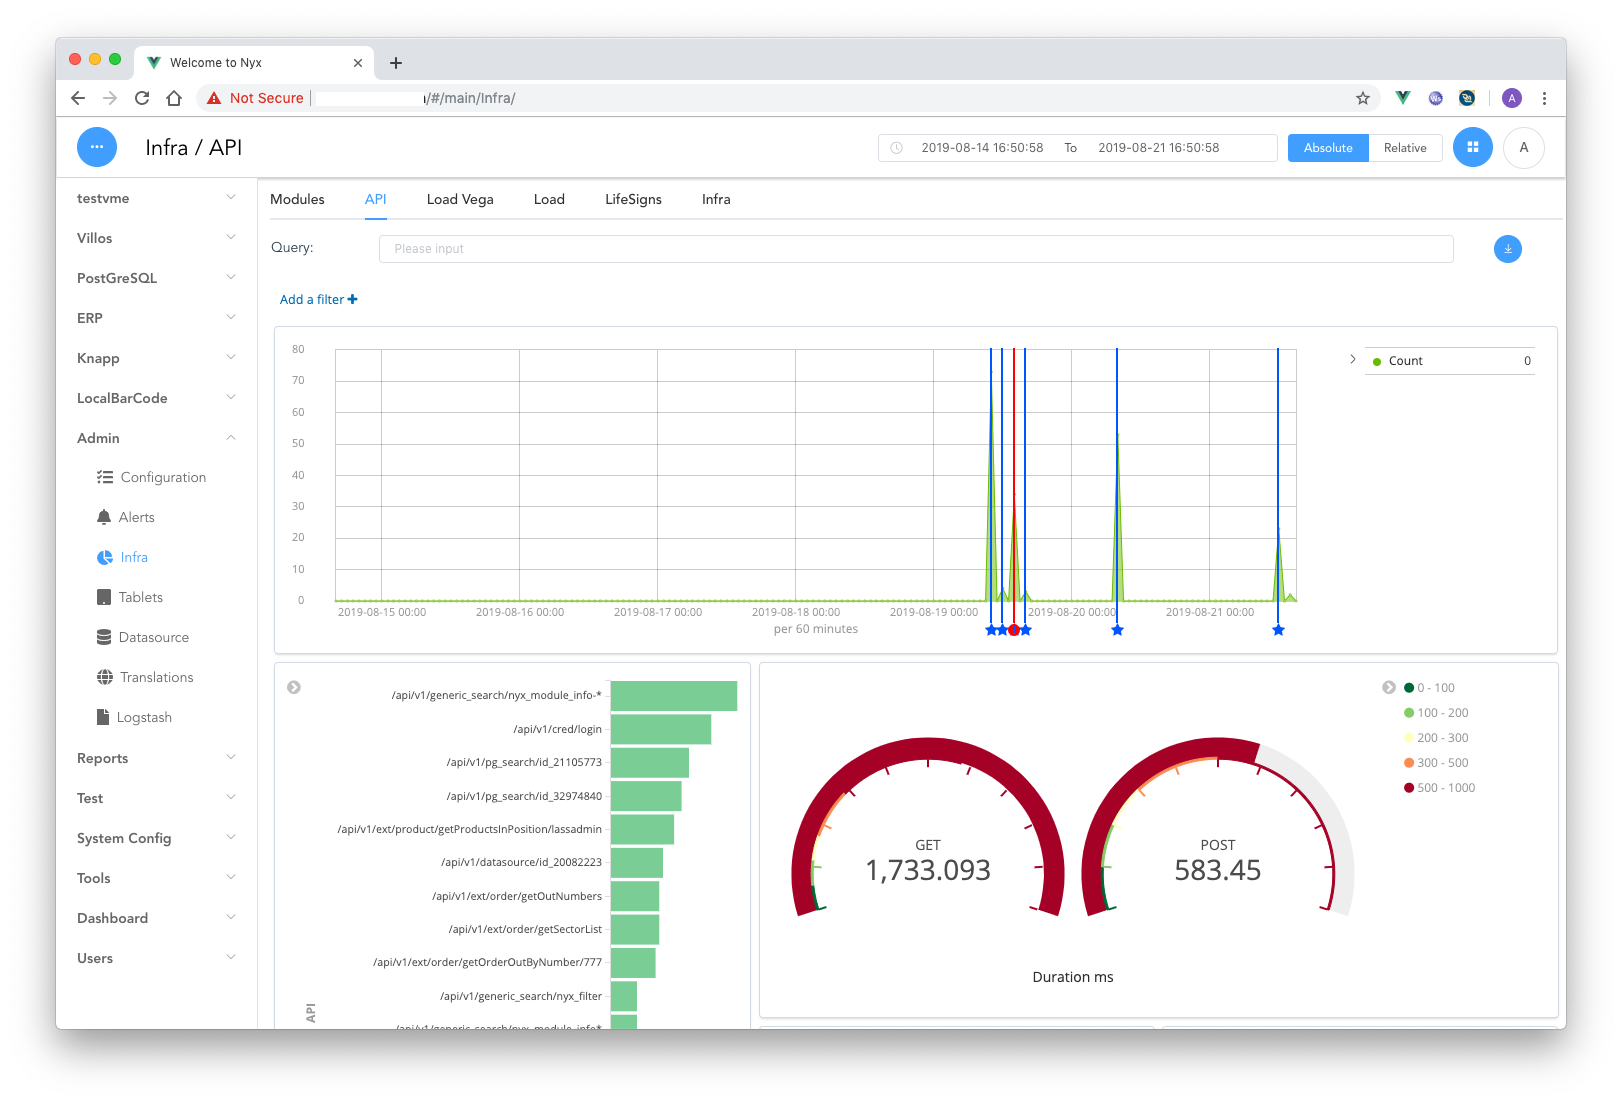 Welcome to Nyx
Not Secure
/#/main/Infra/
Ws
A
Infra / API
2019-08-14 16:50:58 To 2019-08-21 16:50:58
Absolute Relative
A
testvme
Villos
PostGreSQL
ERP
Knapp
LocalBarCode
Admin
Configuration
Alerts
Infra
Tablets
Datasource
Translations
Logstash
Reports
Test
System Config
Tools
Dashboard
Users
Modules API Load Vega Load LifeSigns Infra
Query: Please input
Add a filter
80
70
60
50
40
30
20
10
0
2019-08-15 00:00 2019-08-16 00:00 2019-08-17 00:00 2019-08-18 00:00 2019-08-19 00:00 2019-08-20 00:00 2019-08-21 00:00
per 60 minutes
Count 0
/api/v1/generic_search/nyx_module_info-*
/api/v1/cred/login
/api/v1/pg_search/id_21105773
/api/v1/pg_search/id_32974840
/api/v1/ext/product/getProductsInPosition/lassadmin
/api/v1/datasource/id_20082223
/api/v1/ext/order/getOutNumbers
/api/v1/ext/order/getSectorList
/api/v1/ext/order/getOrderOutByNumber/777
/api/v1/generic_search/nyx_filter
API
GET
1,733.093
POST
583.45
Duration ms
0 - 100
100 - 200
200 - 300
300 - 500
500 - 1000